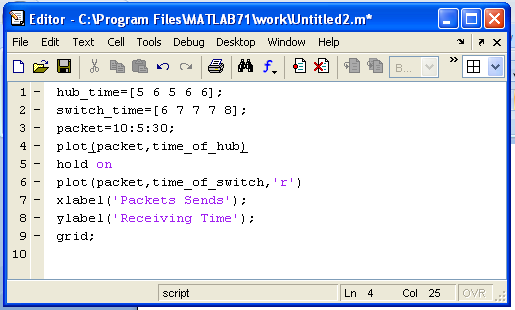 Editor - C:\Program Files\MATLAB71\work\Untitled2.m*
File Edit Text Cell Tools Debug Desktop Window Help
B... »
1 - hub_time=[5 6 5 6 6];
2 - switch_time=[6 7 7 7 8];
3 - packet=10:5:30;
4 - plot(packet,time_of_hub)
5 - hold on
6 - plot(packet,time_of_switch,'r')
7 - xlabel('Packets Sends');
8 - ylabel('Receiving Time');
9 - grid;
10
script Ln 4 Col 25 OVR